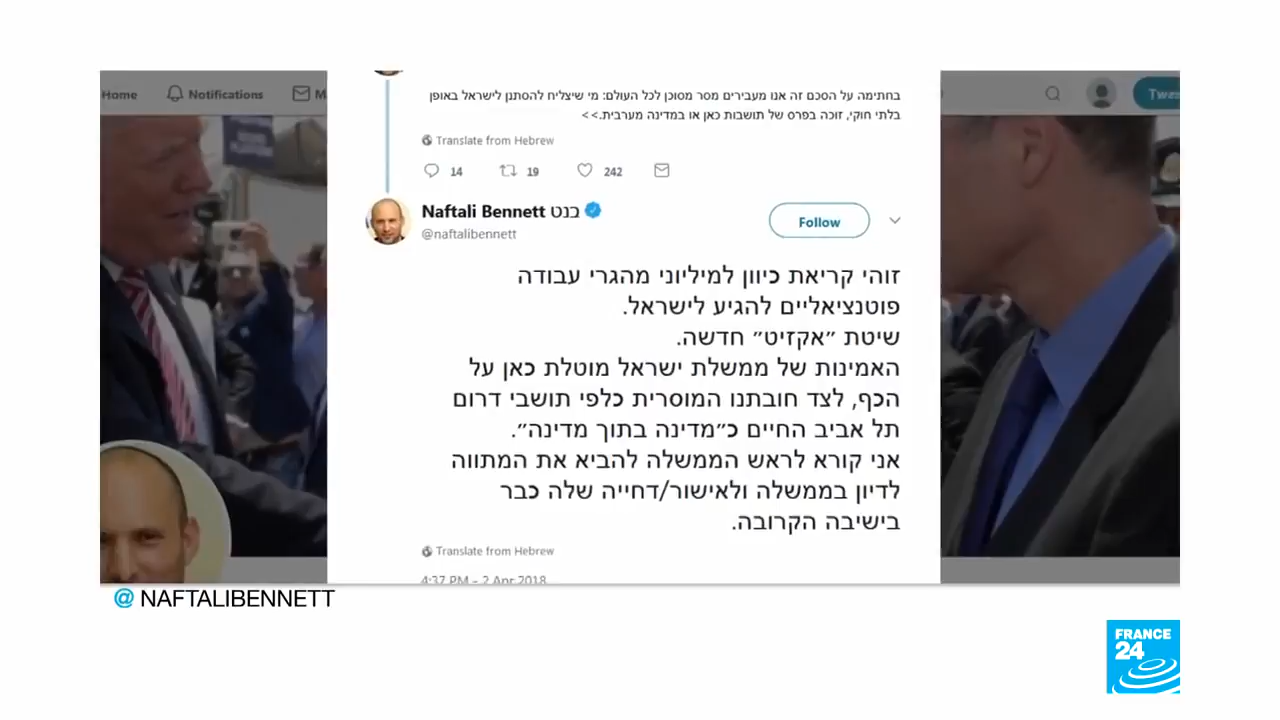 Home
Notifications
M
Twee
בחתימה על הסכם זה אנו מעבירים מסר מסוכן לכל העולם: מי שיצליח להסתנן לישראל באופן
בלתי חוקי, זוכה בפרס של תושבות כאן או במדינה מערבית.>>
Translate from Hebrew
14 19 242
Naftali Bennett בנט
@naftalibennett
Follow
זוהי קריאת כיוון למיליוני מהגרי עבודה
פוטנציאליים להגיע לישראל.
שיטת ״אקזיט״ חדשה.
האמינות של ממשלת ישראל מוטלת כאן על
הכף, לצד חובתנו המוסרית כלפי תושבי דרום
תל אביב החיים כ״מדינה בתוך מדינה״.
אני קורא לראש הממשלה להביא את המתווה
לדיון בממשלה ולאישור/דחייה שלה כבר
בישיבה הקרובה.
Translate from Hebrew
4:37 PM - 2 Apr 2018
@ NAFTALIBENNETT
FRANCE
24